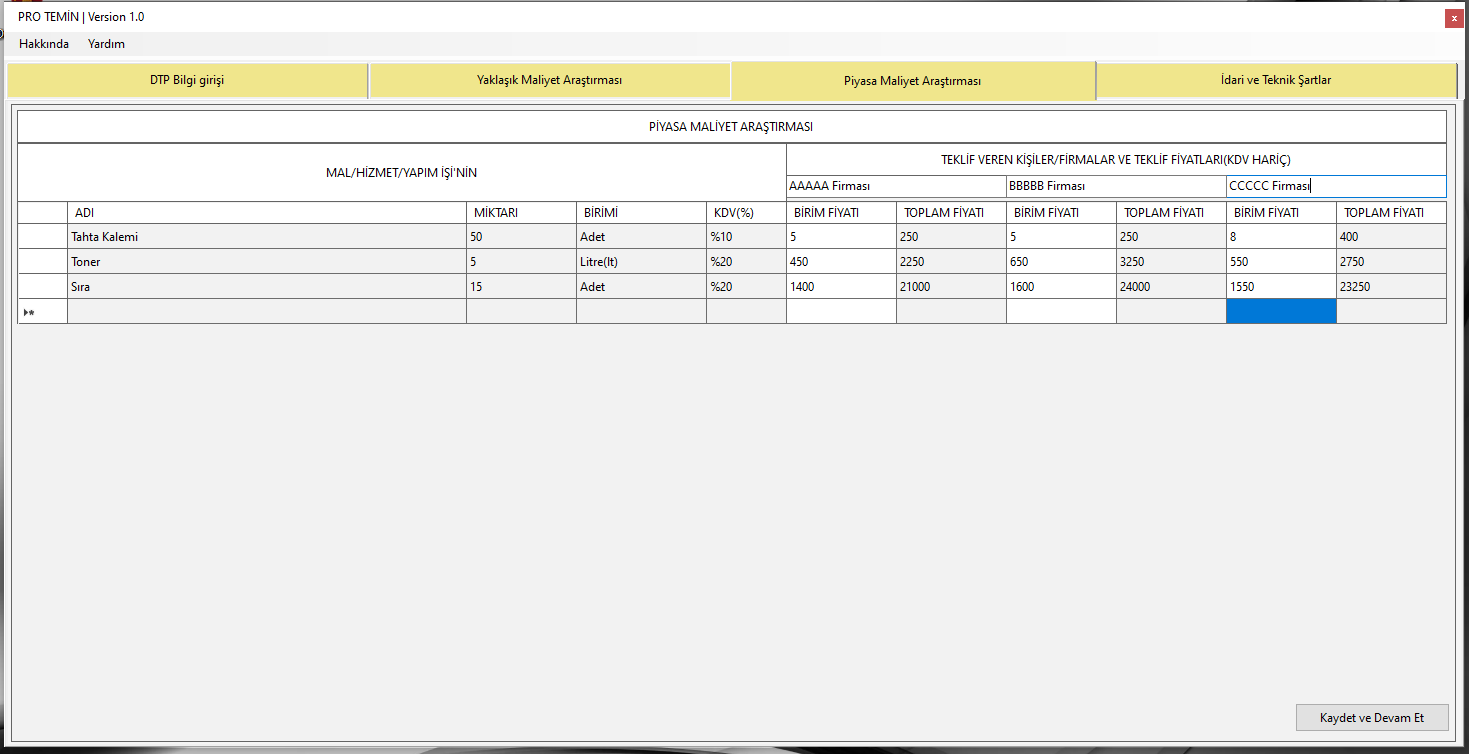 PRO TEMİN | Version 1.0
x
Hakkında Yardım
DTP Bilgi girişi Yaklaşık Maliyet Araştırması Piyasa Maliyet Araştırması İdari ve Teknik Şartlar
PİYASA MALİYET ARAŞTIRMASI
MAL/HİZMET/YAPIM İŞİ'NİN
TEKLİF VEREN KİŞİLER/FİRMALAR VE TEKLİF FİYATLARI(KDV HARİÇ)
AAAAA Firması BBBBB Firması CCCCC Firması
ADI MİKTARI BİRİMİ KDV(%) BİRİM FİYATI TOPLAM FİYATI BİRİM FİYATI TOPLAM FİYATI BİRİM FİYATI TOPLAM FİYATI
Tahta Kalemi 50 Adet %10 5 250 5 250 8 400
Toner 5 Litre(lt) %20 450 2250 650 3250 550 2750
Sıra 15 Adet %20 1400 21000 1600 24000 1550 23250
Kaydet ve Devam Et